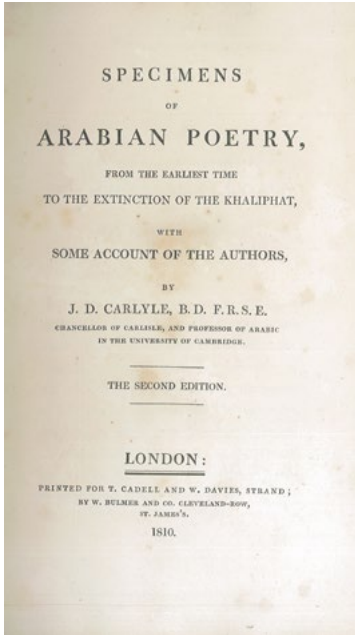 SPECIMENS
OF
ARABIAN POETRY,
FROM THE EARLIEST TIME
TO THE EXTINCTION OF THE KHALIPHAT,
WITH
SOME ACCOUNT OF THE AUTHORS,
BY
J. D. CARLYLE, B.D. F.R.S.E.
CHANCELLOR OF CARLISLE, AND PROFESSOR OF ARABIC
IN THE UNIVERSITY OF CAMBRIDGE.
THE SECOND EDITION.
LONDON:
PRINTED FOR T. CADELL AND W. DAVIES, STRAND;
BY W. BULMER AND CO. CLEVELAND-ROW,
ST. JAMES'S.
1810.